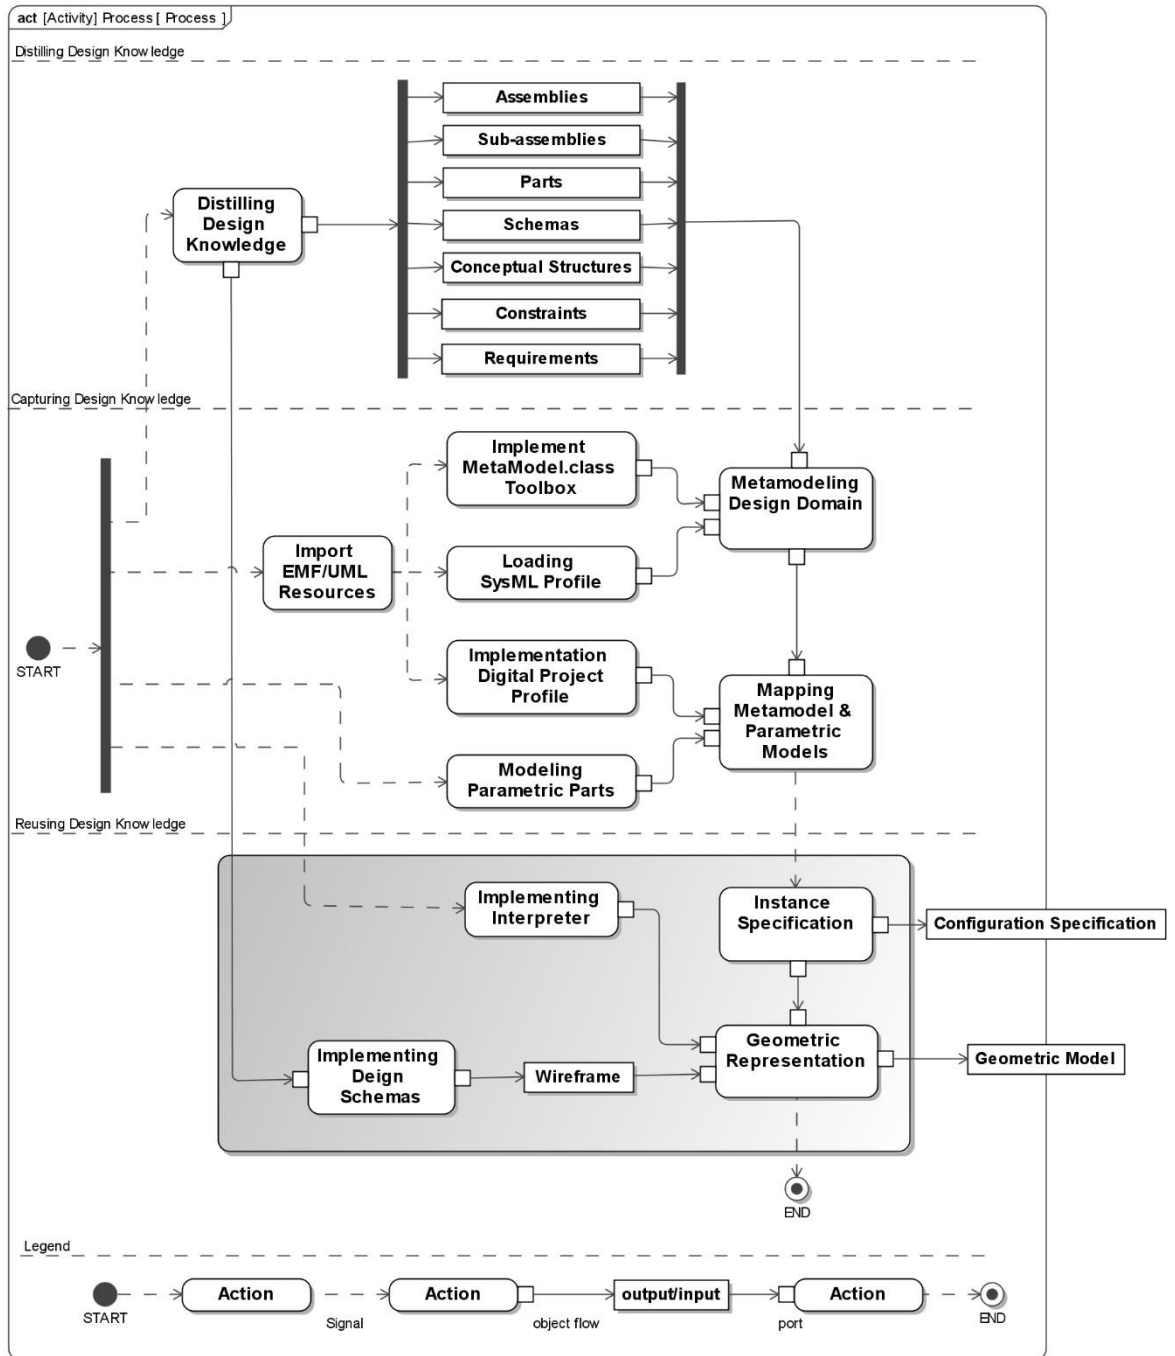 act [Activity] Process [ Process ]
Distilling Design Knowledge
Assemblies
Sub-assemblies
Parts
Distilling
Design
Knowledge
Schemas
Conceptual Structures
Constraints
Requirements
Capturing Design Knowledge
Implement
MetaModel.class
Toolbox
Metamodeling
Design Domain
Import
EMF/UML
Resources
Loading
SysML Profile
START
Implementation
Digital Project
Profile
Mapping
Metamodel &
Parametric
Models
Modeling
Parametric Parts
Reusing Design Knowledge
Implementing
Interpreter
Instance
Specification
Configuration Specification
Implementing
Deign
Schemas
Wireframe
Geometric
Representation
Geometric Model
END
Legend
START
Action
Signal
Action
object flow
output/input
port
Action
END